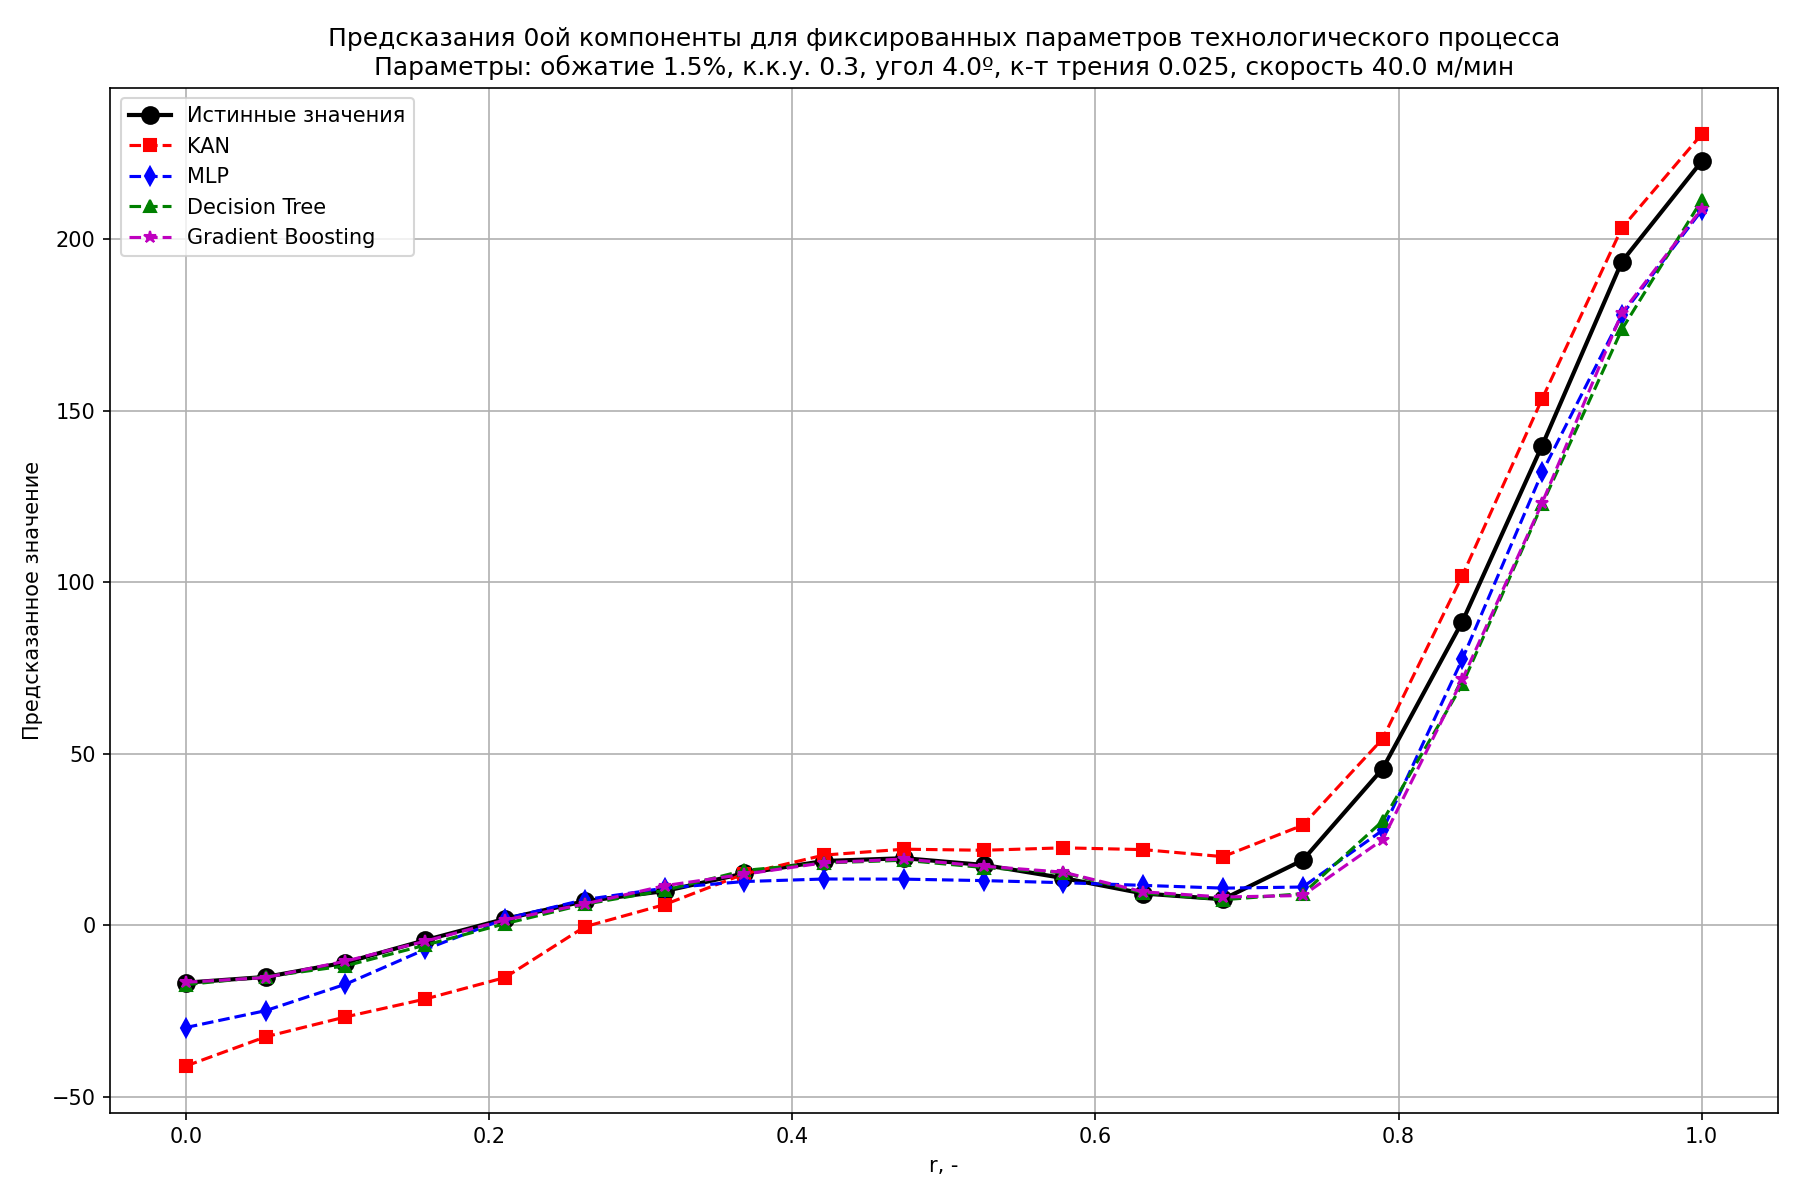 Предсказания 0ой компоненты для фиксированных параметров технологического процесса
Параметры: обжатие 1.5%, к.к.у. 0.3, угол 4.0º, к-т трения 0.025, скорость 40.0 м/мин
Истинные значения
KAN
MLP
Decision Tree
Gradient Boosting
Предсказанное значение
200
150
100
50
0
−50
0.0 0.2 0.4 0.6 0.8 1.0
r, -